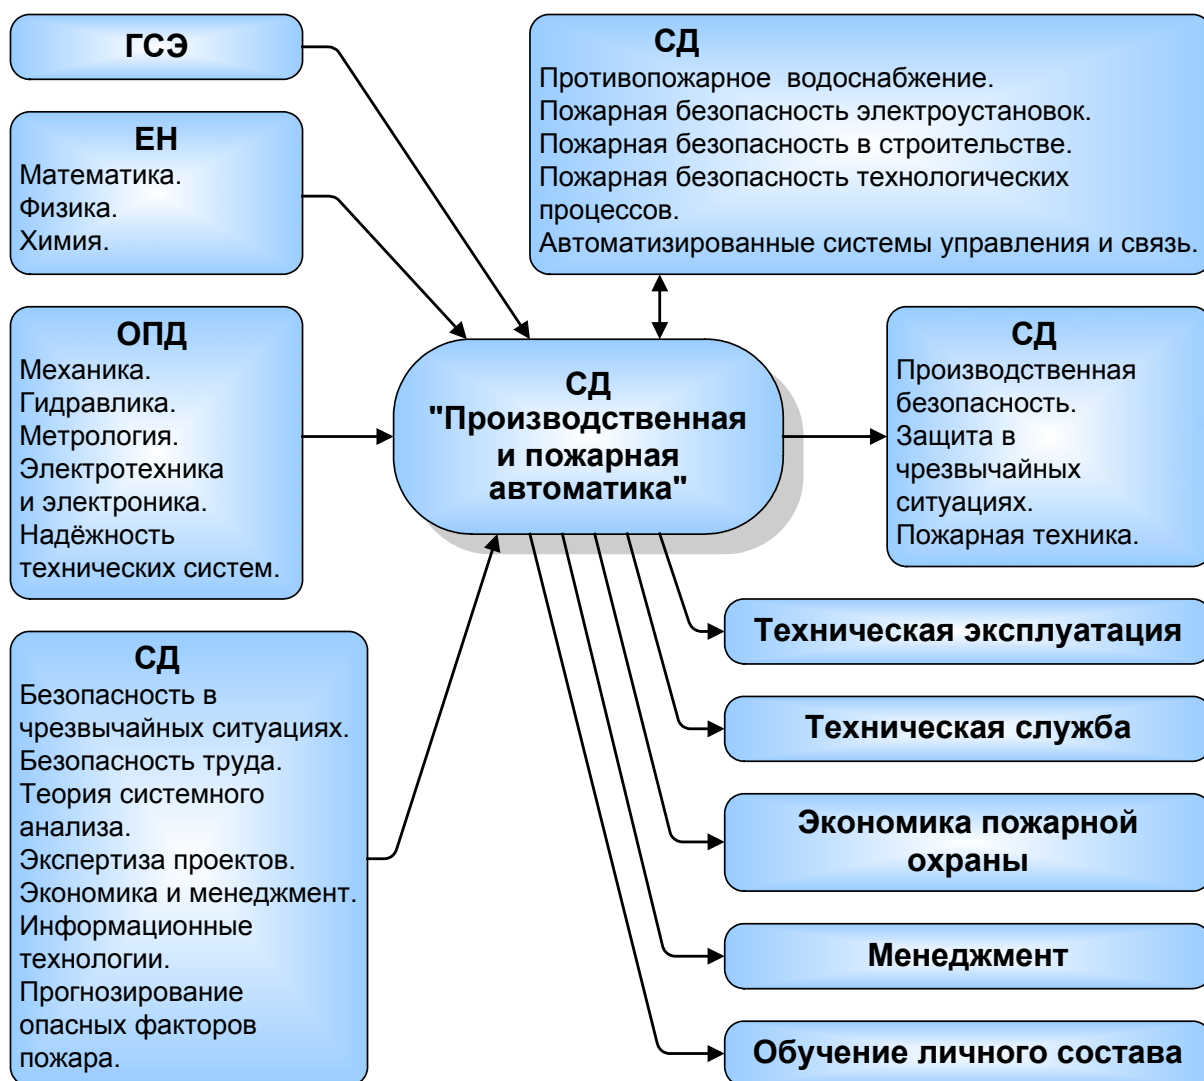 ГСЭ
ЕН
Математика.
Физика.
Химия.
ОПД
Механика.
Гидравлика.
Метрология.
Электротехника
и электроника.
Надёжность
технических систем.
СД
Безопасность в
чрезвычайных ситуациях.
Безопасность труда.
Теория системного
анализа.
Экспертиза проектов.
Экономика и менеджмент.
Информационные
технологии.
Прогнозирование
опасных факторов
пожара.
СД
"Производственная
и пожарная
автоматика"
СД
Противопожарное водоснабжение.
Пожарная безопасность электроустановок.
Пожарная безопасность в строительстве.
Пожарная безопасность технологических
процессов.
Автоматизированные системы управления и связь.
СД
Производственная
безопасность.
Защита в
чрезвычайных
ситуациях.
Пожарная техника.
Техническая эксплуатация
Техническая служба
Экономика пожарной
охраны
Менеджмент
Обучение личного состава